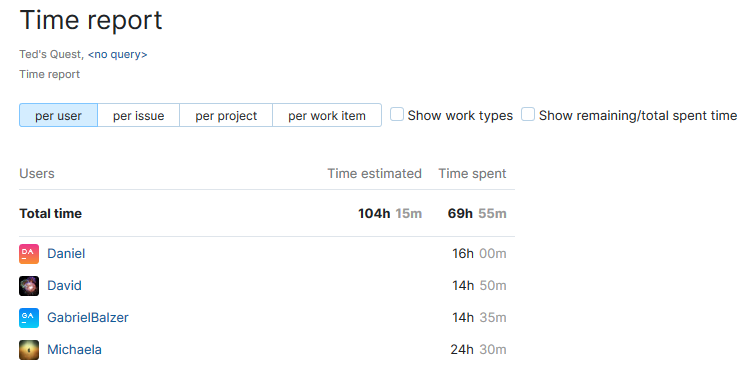 Time report
Ted's Quest, <no query>
Time report
per user per issue per project per work item Show work types Show remaining/total spent time
Users Time estimated Time spent
Total time 104h 15m 69h 55m
DA Daniel 16h 00m
David 14h 50m
GA GabrielBalzer 14h 35m
Michaela 24h 30m